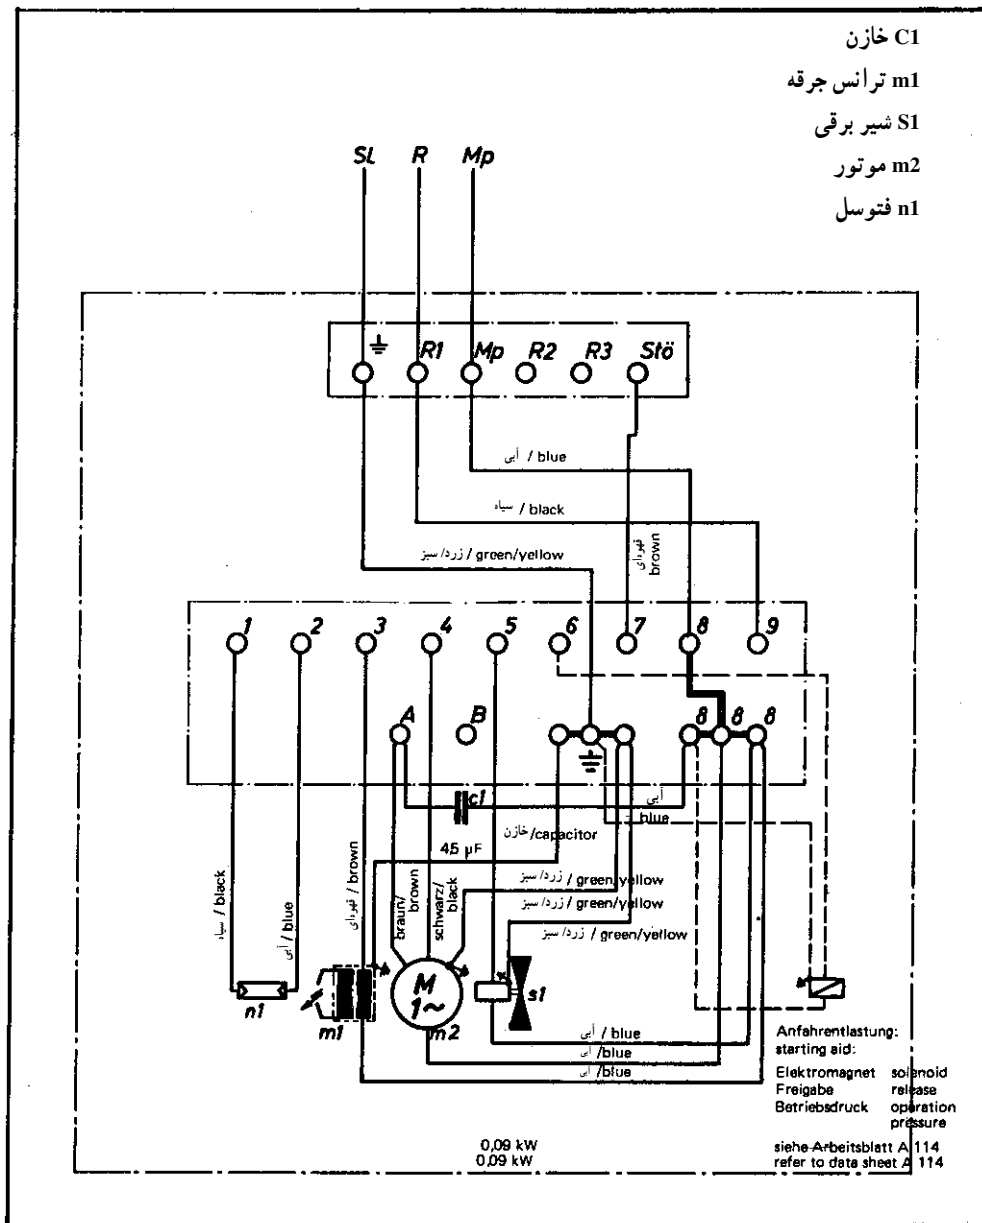 C1 خازن
m1 ترانس جرقه
S1 شیر برقی
m2 موتور
n1 فتوسل
SL R Mp
R1 Mp R2 R3 Stö
آبی / blue
سیاه / black
زرد/ سبز / green/yellow
قهوه‌ای
brown
1 2 3 4 5 6 7 8 9
A B 8 8 8
c1
آبی
blue
خازن/capacitor
45 µF
سیاه / black
آبی / blue
قهوه‌ای / brown
braun/
brown
schwarz/
black
زرد/ سبز / green/yellow
زرد/ سبز / green/yellow
زرد/ سبز / green/yellow
n1
m1
M
1~
m2
s1
آبی / blue
آبی /blue
آبی /blue
Anfahrentlastung:
starting aid:
Elektromagnet solenoid
Freigabe release
Betriebsdruck operation
pressure
siehe Arbeitsblatt A 114
refer to data sheet A 114
0,09 kW
0,09 kW